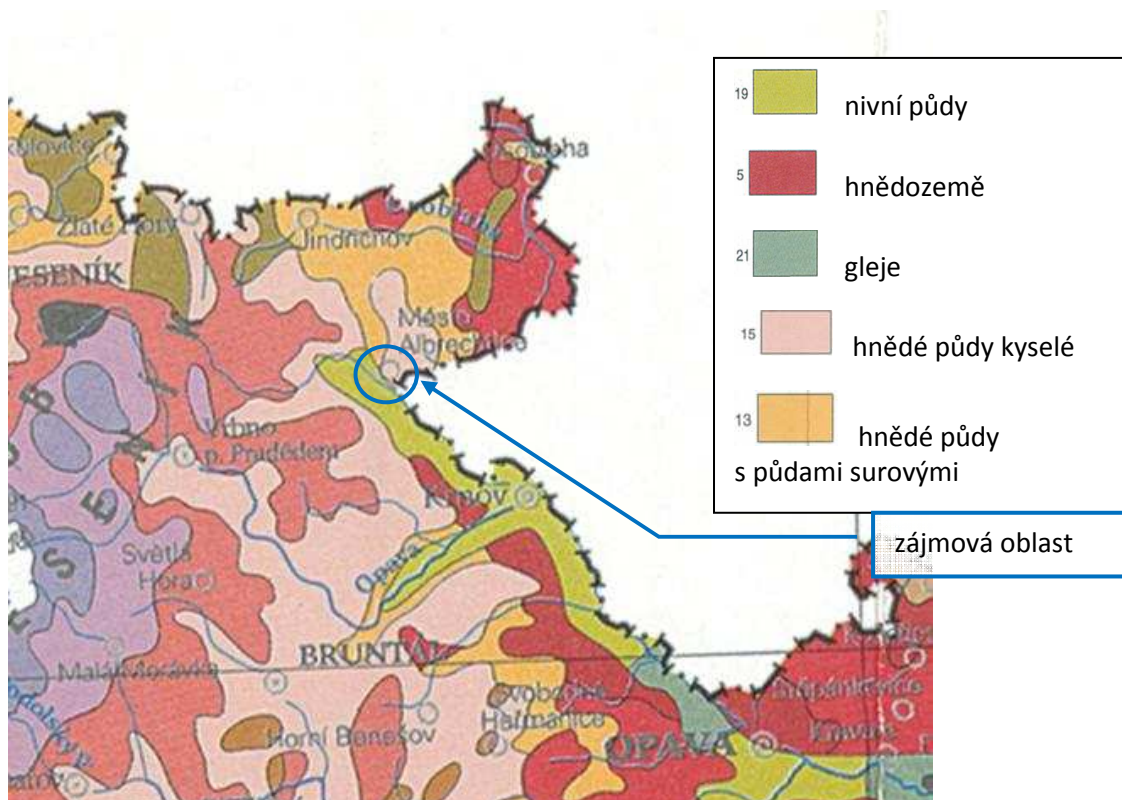 19 nivní půdy
5 hnědozemě
21 gleje
15 hnědé půdy kyselé
13 hnědé půdy
s půdami surovými
zájmová oblast
Osoblaha
Zlaté Hory
Jindřichov
Osoblaha
JESENÍK
Město
Albrechtice
Vrbno
p. Pradědem
Krnov
Světlá
Hora
Opava
BRUNTÁL
Malá Morávka
Svobodné
Heřmanice
Štěpánkovice
Horní Benešov
OPAVA
Kravaře